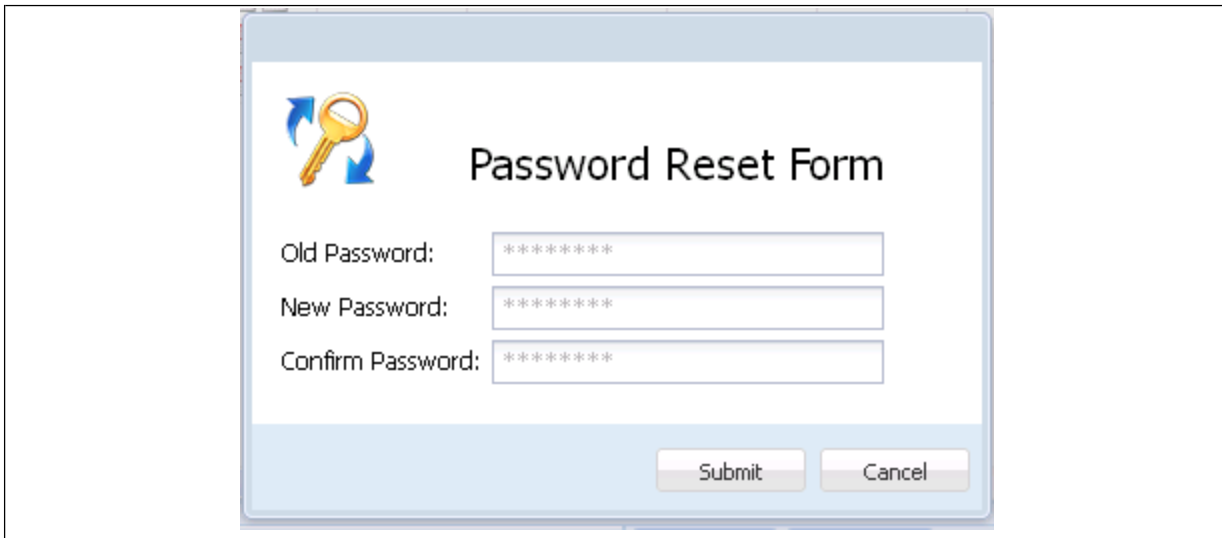 Password Reset Form
Old Password: ********
New Password: ********
Confirm Password: ********
Submit Cancel